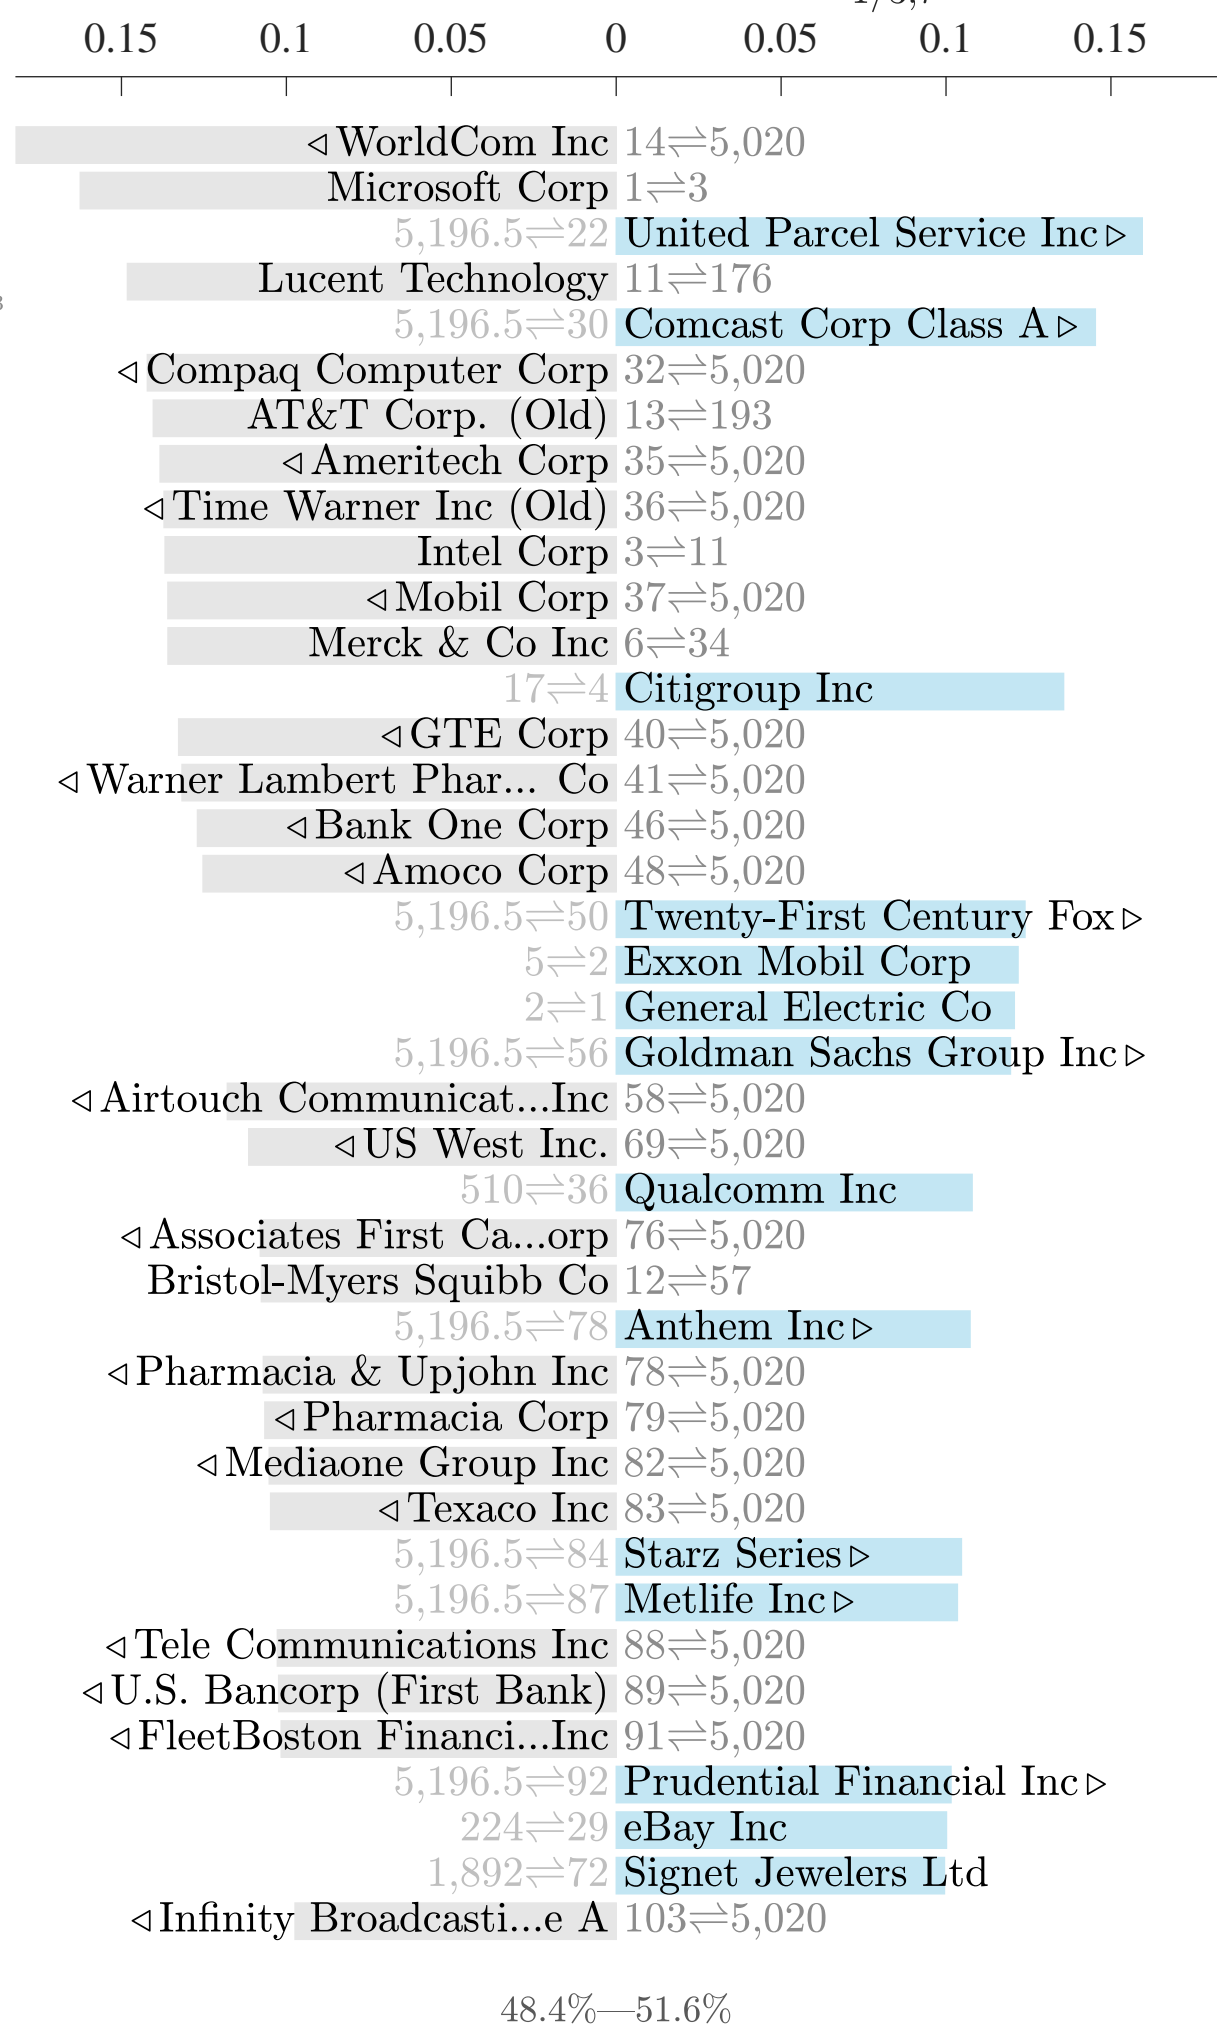 0.15 0.1 0.05 0 0.05 0.1 0.15
◁ WorldCom Inc 14⇌5,020
Microsoft Corp 1⇌3
5,196.5⇌22 United Parcel Service Inc ▷
Lucent Technology 11⇌176
5,196.5⇌30 Comcast Corp Class A ▷
◁ Compaq Computer Corp 32⇌5,020
AT&T Corp. (Old) 13⇌193
◁ Ameritech Corp 35⇌5,020
◁ Time Warner Inc (Old) 36⇌5,020
Intel Corp 3⇌11
◁ Mobil Corp 37⇌5,020
Merck & Co Inc 6⇌34
17⇌4 Citigroup Inc
◁ GTE Corp 40⇌5,020
◁ Warner Lambert Phar... Co 41⇌5,020
◁ Bank One Corp 46⇌5,020
◁ Amoco Corp 48⇌5,020
5,196.5⇌50 Twenty-First Century Fox ▷
5⇌2 Exxon Mobil Corp
2⇌1 General Electric Co
5,196.5⇌56 Goldman Sachs Group Inc ▷
◁ Airtouch Communicat...Inc 58⇌5,020
◁ US West Inc. 69⇌5,020
510⇌36 Qualcomm Inc
◁ Associates First Ca...orp 76⇌5,020
Bristol-Myers Squibb Co 12⇌57
5,196.5⇌78 Anthem Inc ▷
◁ Pharmacia & Upjohn Inc 78⇌5,020
◁ Pharmacia Corp 79⇌5,020
◁ Mediaone Group Inc 82⇌5,020
◁ Texaco Inc 83⇌5,020
5,196.5⇌84 Starz Series ▷
5,196.5⇌87 Metlife Inc ▷
◁ Tele Communications Inc 88⇌5,020
◁ U.S. Bancorp (First Bank) 89⇌5,020
◁ FleetBoston Financi...Inc 91⇌5,020
5,196.5⇌92 Prudential Financial Inc ▷
224⇌29 eBay Inc
1,892⇌72 Signet Jewelers Ltd
◁ Infinity Broadcasti...e A 103⇌5,020
48.4%—51.6%